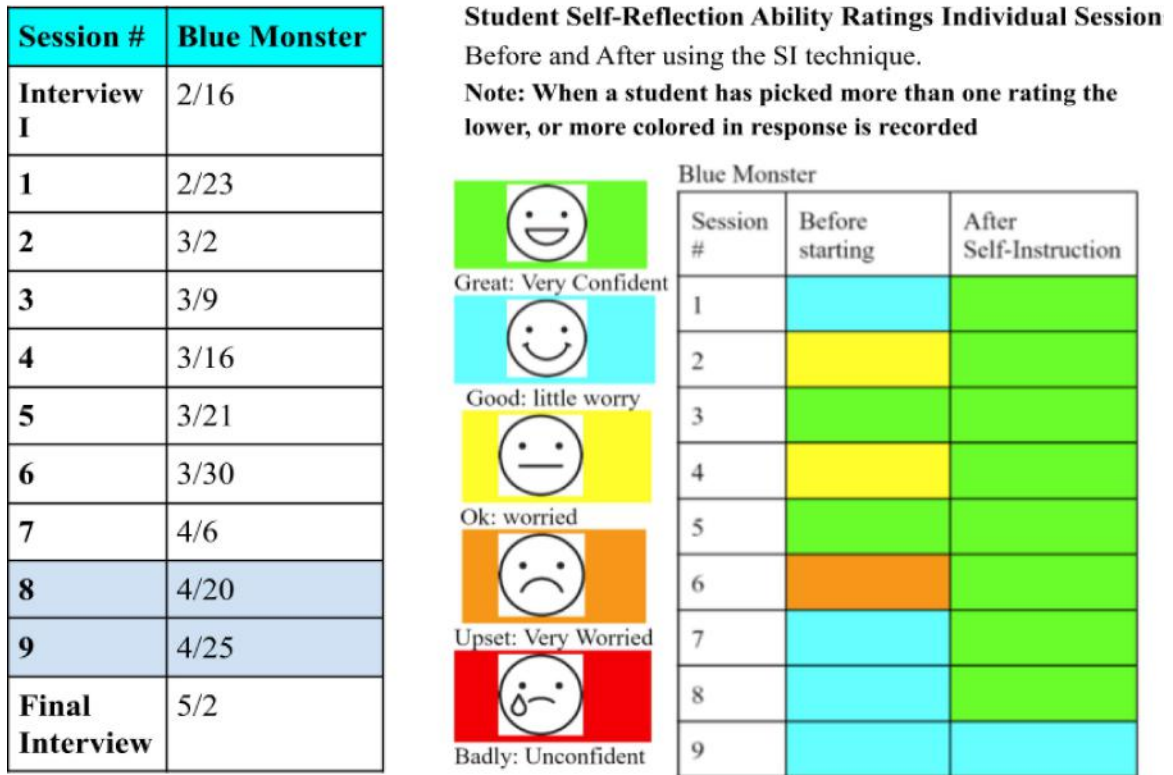 Session # Blue Monster
Interview 2/16
I
1 2/23
2 3/2
3 3/9
4 3/16
5 3/21
6 3/30
7 4/6
8 4/20
9 4/25
Final 5/2
Interview
Student Self-Reflection Ability Ratings Individual Session
Before and After using the SI technique.
Note: When a student has picked more than one rating the
lower, or more colored in response is recorded
Great: Very Confident
Good: little worry
Ok: worried
Upset: Very Worried
Badly: Unconfident
Blue Monster
Session Before After
# starting Self-Instruction
1
2
3
4
5
6
7
8
9